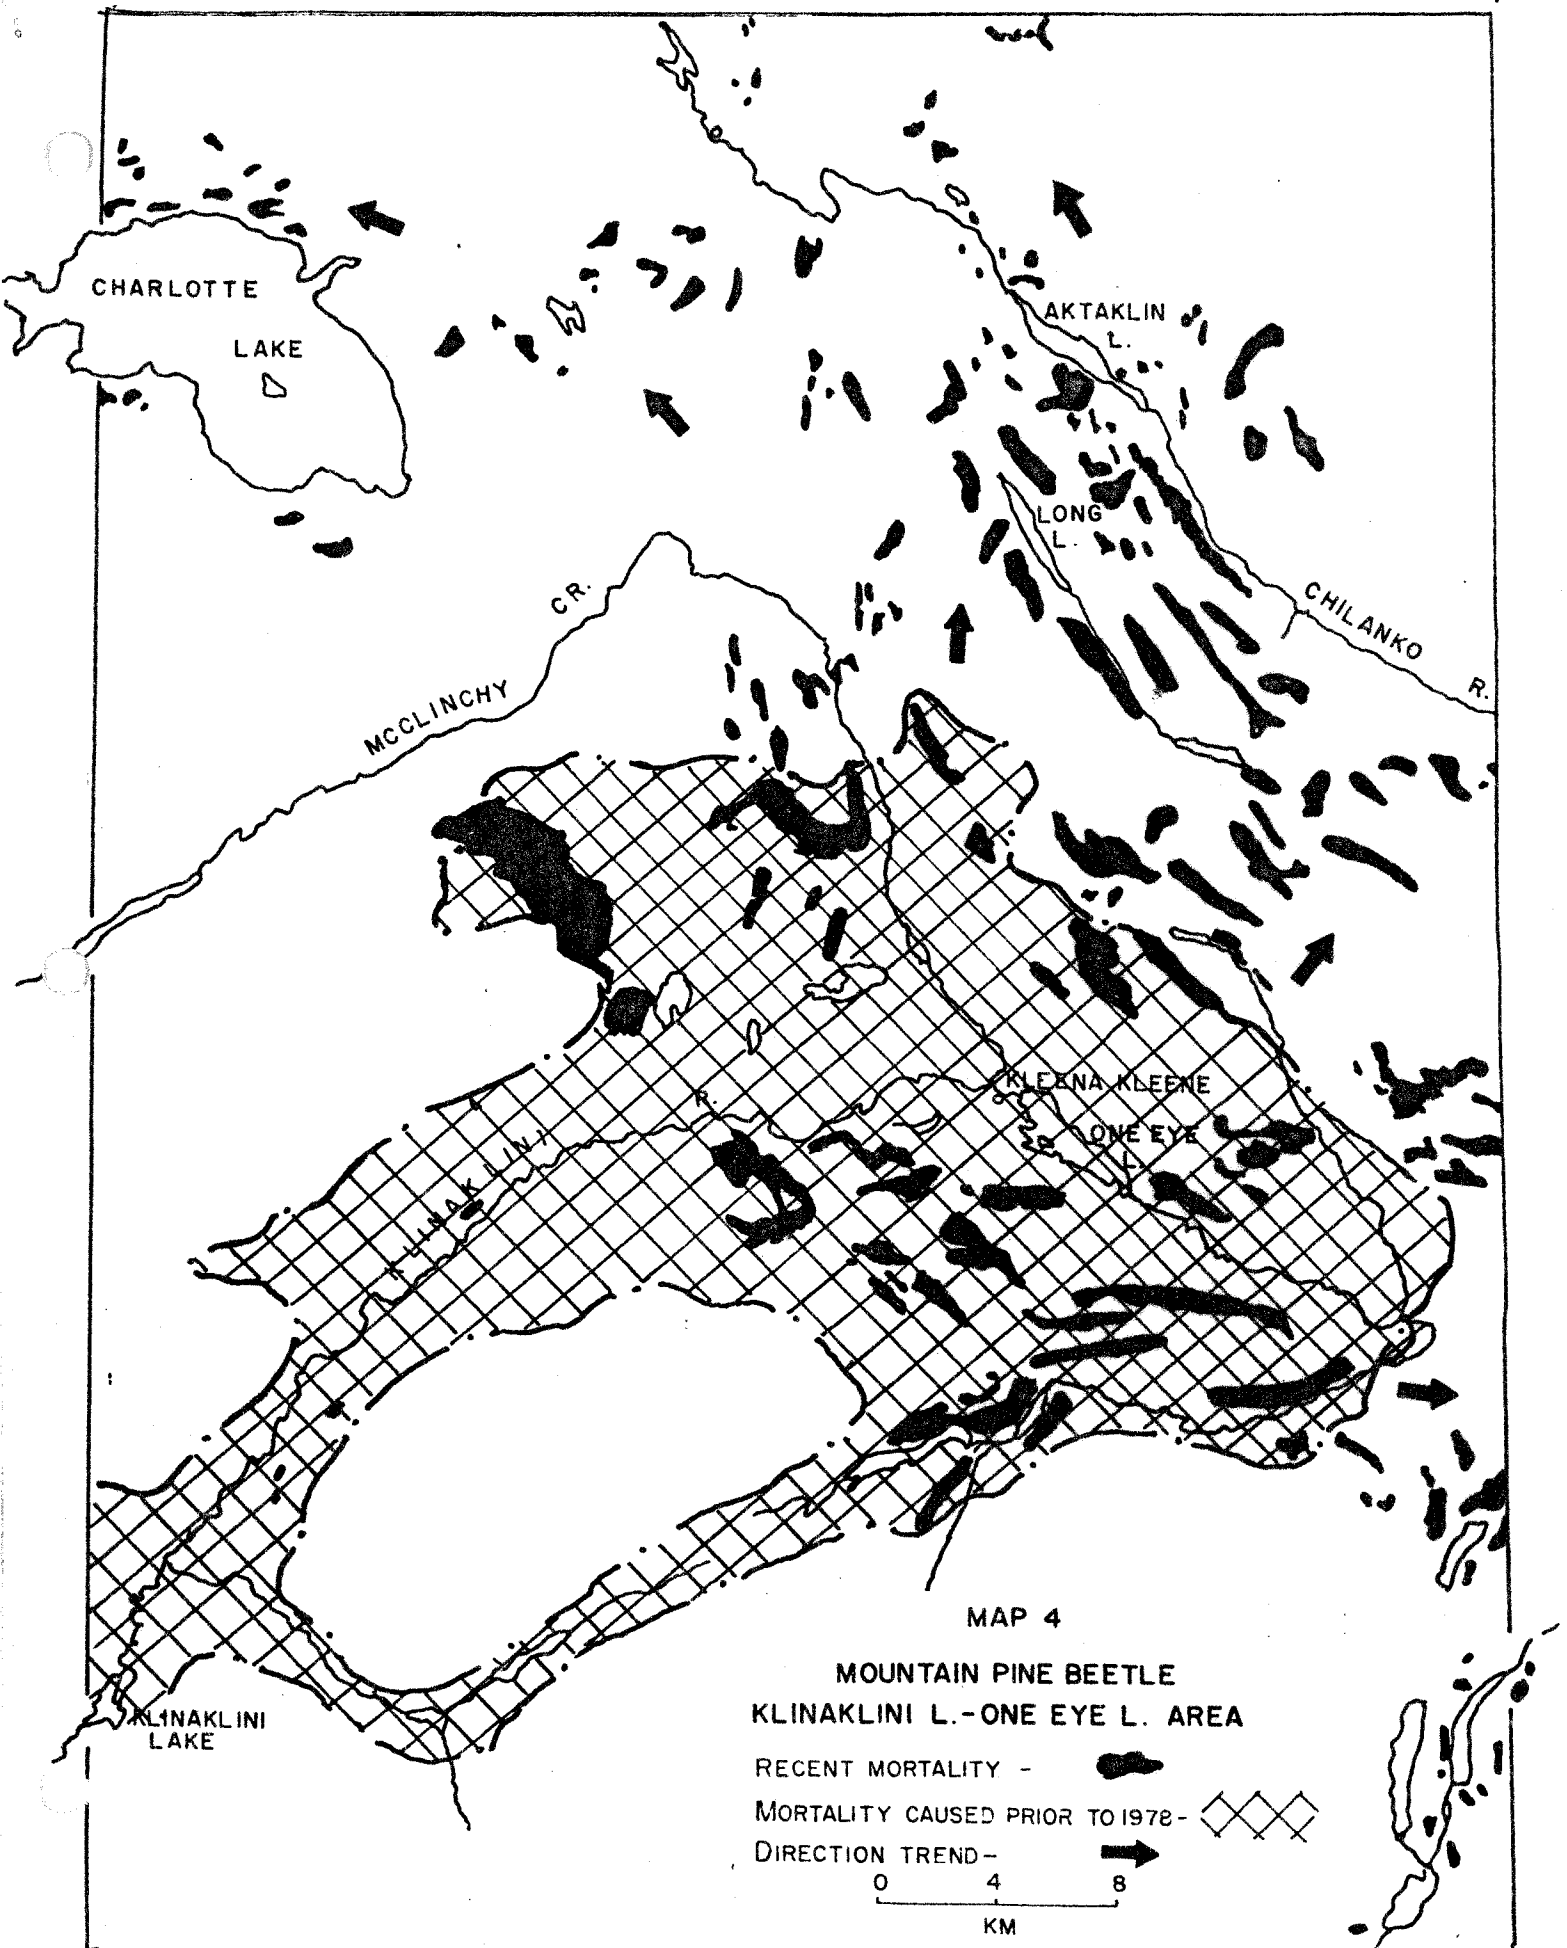 CHARLOTTE
LAKE
AKTAKLIN
L.
LONG
L.
CHILANKO R.
MCCLINCHY CR.
KLEENA KLEENE
ONE EYE
L.
KLINAKLINI R.
KLINAKLINI
LAKE
MAP 4
MOUNTAIN PINE BEETLE
KLINAKLINI L.-ONE EYE L. AREA
RECENT MORTALITY -
MORTALITY CAUSED PRIOR TO 1978-
DIRECTION TREND-
0 4 8
KM